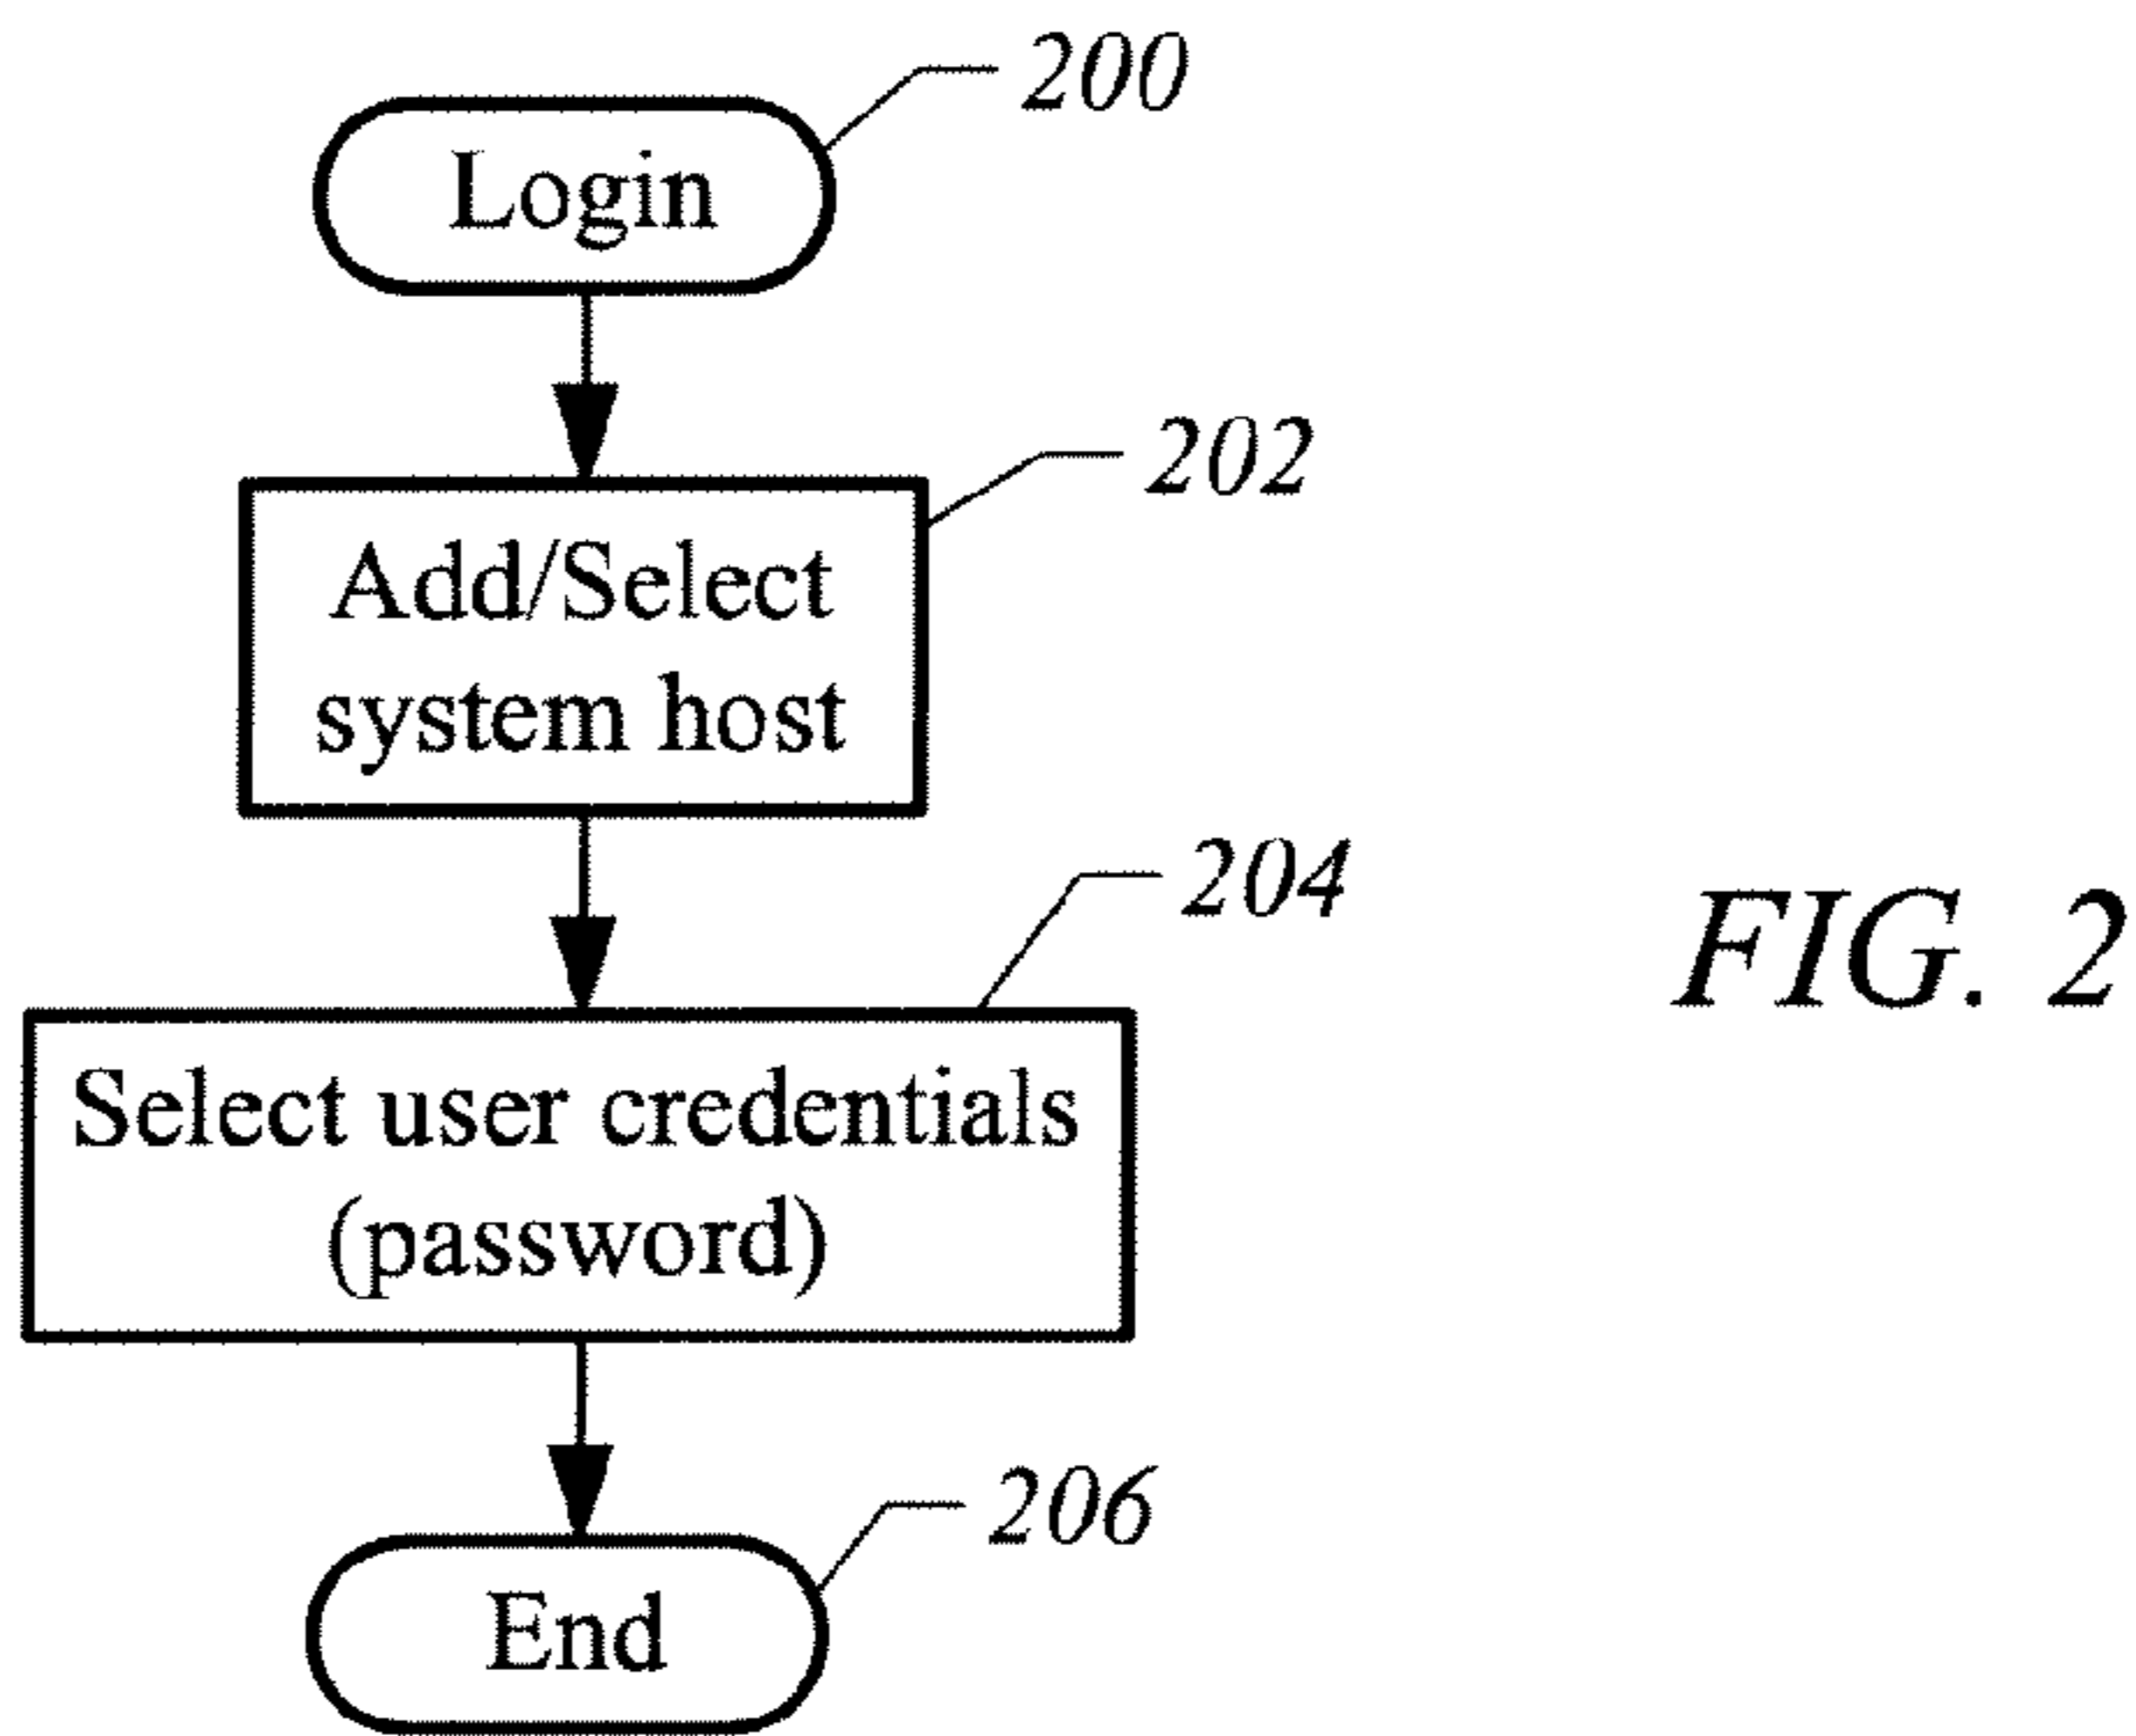 200
Login
202
Add/Select
system host
204
FIG. 2
Select user credentials
(password)
206
End